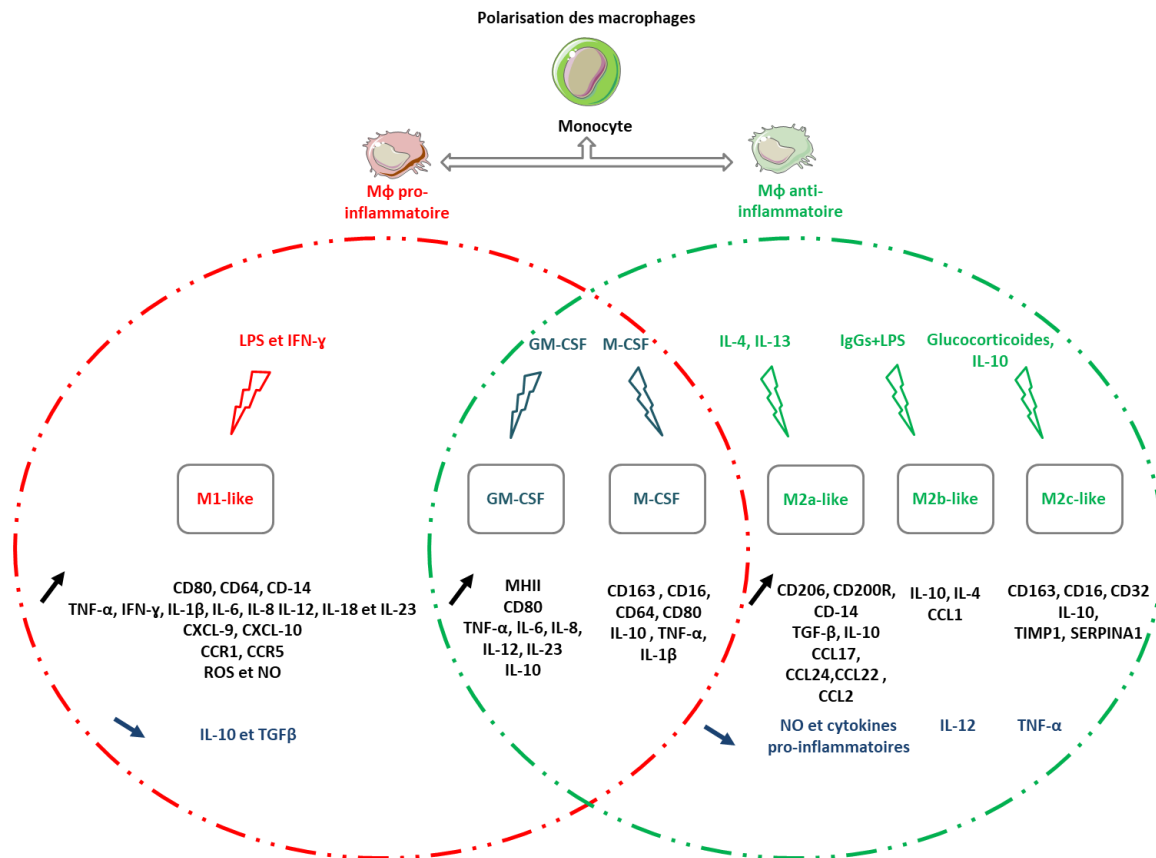 Polarisation des macrophages
Monocyte
Mϕ pro-
inflammatoire
Mϕ anti-
inflammatoire
LPS et IFN-ɣ
GM-CSF
M-CSF
IL-4, IL-13
IgGs+LPS
Glucocorticoides,
IL-10
M1-like
GM-CSF
M-CSF
M2a-like
M2b-like
M2c-like
CD80, CD64, CD-14
TNF-α, IFN-ɣ, IL-1β, IL-6, IL-8 IL-12, IL-18 et IL-23
CXCL-9, CXCL-10
CCR1, CCR5
ROS et NO
MHII
CD80
TNF-α, IL-6, IL-8,
IL-12, IL-23
IL-10
CD163 , CD16,
CD64, CD80
IL-10 , TNF-α,
IL-1β
CD206, CD200R,
CD-14
TGF-β, IL-10
CCL17,
CCL24,CCL22 ,
CCL2
IL-10, IL-4
CCL1
CD163, CD16, CD32
IL-10,
TIMP1, SERPINA1
IL-10 et TGFβ
NO et cytokines
pro-inflammatoires
IL-12
TNF-α